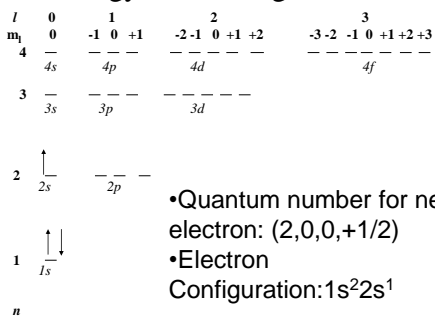 l 0 1 2 3
m₁ 0 -1 0 +1 -2 -1 0 +1 +2 -3 -2 -1 0 +1 +2 +3
4
4s 4p 4d 4f
3
3s 3p 3d
2
2s 2p
•Quantum number for
electron: (2,0,0,+1/2)
•Electron
1
1s
Configuration:1s²2s¹
n